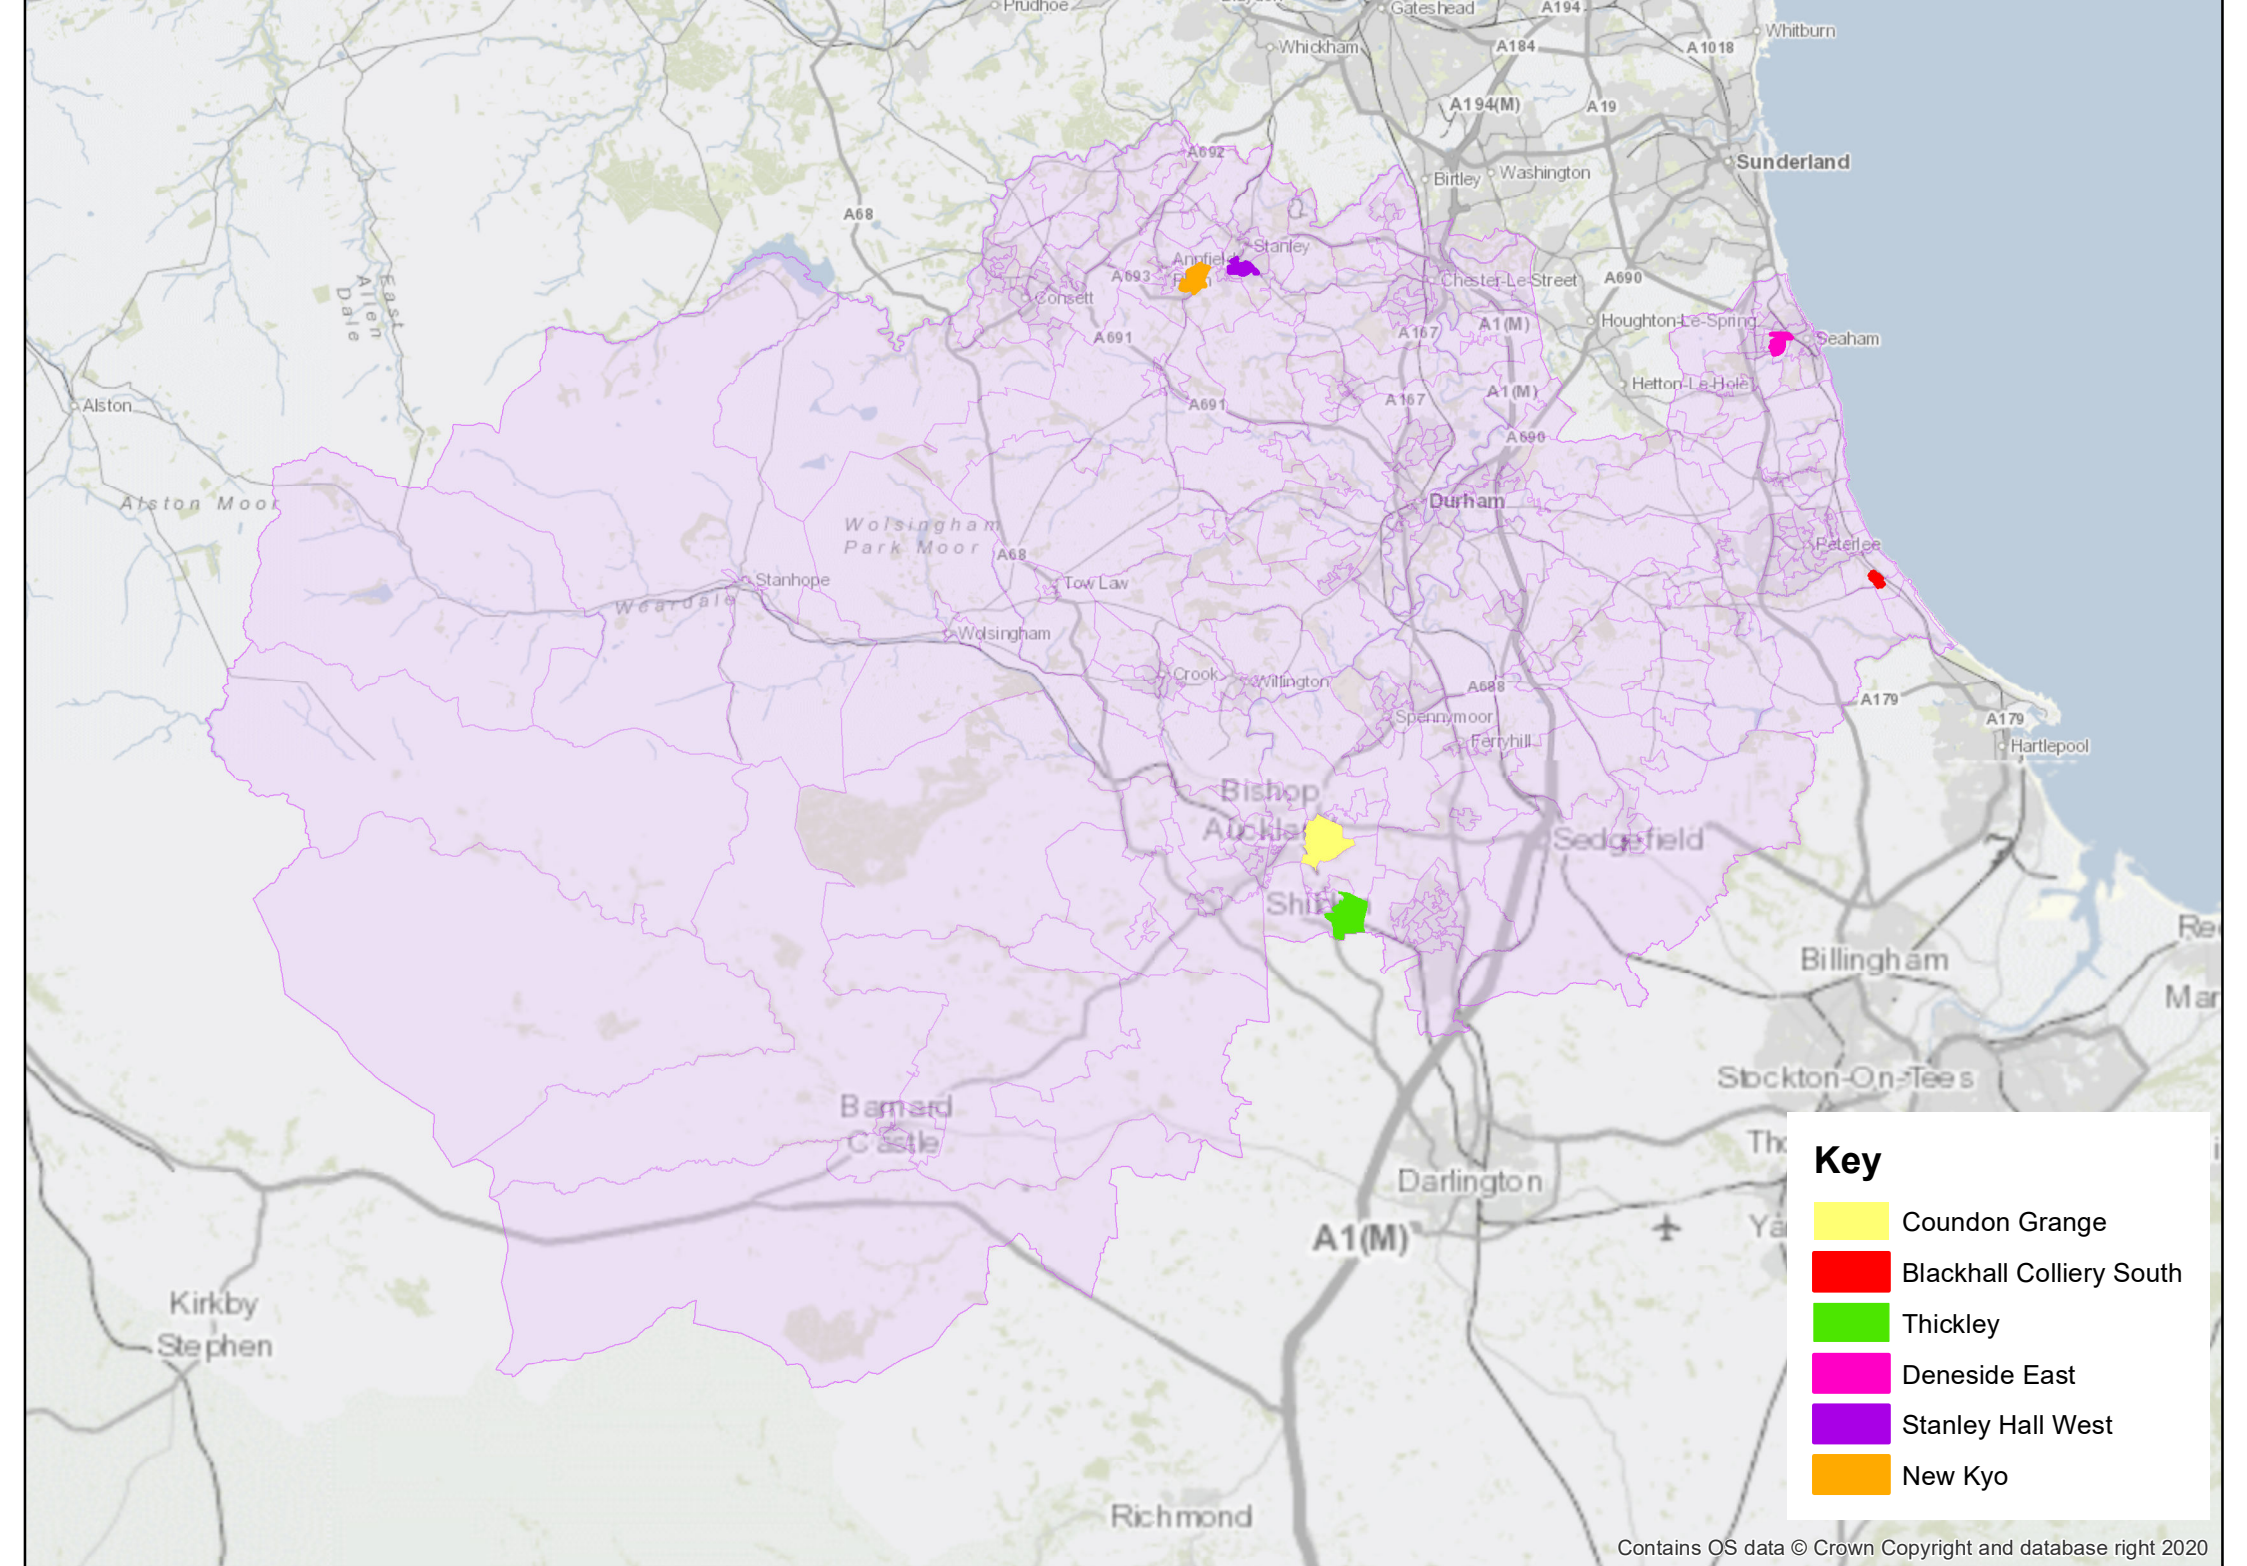 Prudhoe
Gateshead
A194
Whitburn
Whickham
A184
A1018
A194(M)
A19
A692
Sunderland
Birtley
Washington
A68
Stanley
Annfield
A693
Consett
Chester-Le-Street
A690
East
Allen
Dale
A691
A167
A1(M)
Houghton-Le-Spring
Seaham
Hetton-Le-Hole
Alston
A691
A167
A1(M)
A690
Alston Moor
Durham
Wolsingham
Park Moor
A68
Peterlee
Stanhope
Tow Law
Weardale
Wolsingham
Crook
Willington
A688
A179
Spennymoor
A179
Ferryhill
Hartlepool
Bishop
Sedgefield
Billingham
Stockton-On-Tees
Barnard
Castle
Darlington
A1(M)
Kirkby
Stephen
Richmond
Key
Coundon Grange
Blackhall Colliery South
Thickley
Deneside East
Stanley Hall West
New Kyo
Contains OS data © Crown Copyright and database right 2020